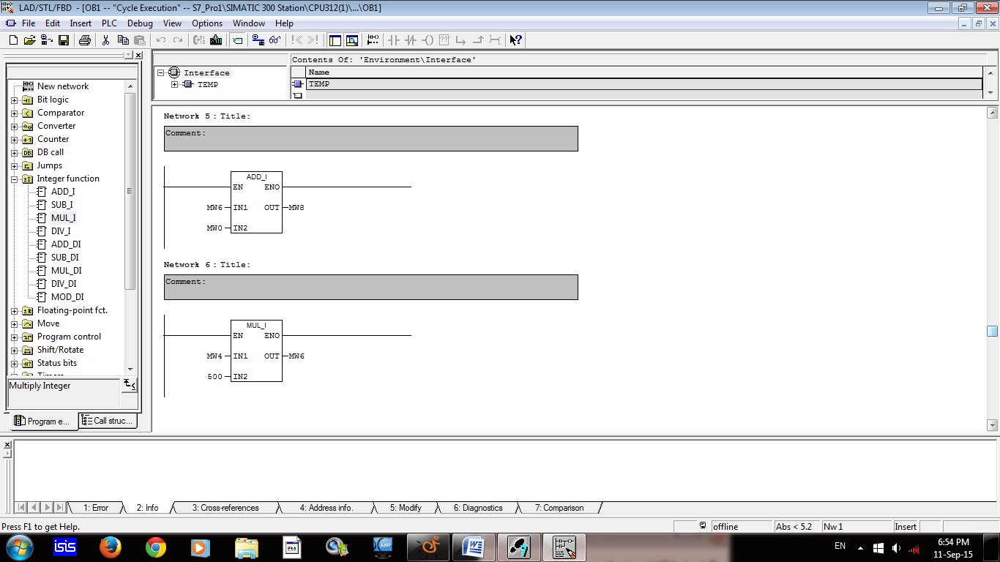 LAD/STL/FBD - [OB1 -- "Cycle Execution" -- S7_Pro1\SIMATIC 300 Station\CPU312(1)\...\OB1]
File Edit Insert PLC Debug View Options Window Help
Contents Of: 'Environment\Interface'
Interface
TEMP
Name
TEMP
New network
Bit logic
Comparator
Converter
Counter
DB call
Jumps
Integer function
ADD_I
SUB_I
MUL_I
DIV_I
ADD_DI
SUB_DI
MUL_DI
DIV_DI
MOD_DI
Floating-point fct.
Move
Program control
Shift/Rotate
Status bits
Timers
Multiply Integer
Program e...
Call struc...
Network 5 : Title:
Comment:
ADD_I
EN ENO
MW6 IN1 OUT MW8
MW0 IN2
Network 6 : Title:
Comment:
MUL_I
EN ENO
MW4 IN1 OUT MW6
500 IN2
1: Error 2: Info 3: Cross-references 4: Address info. 5: Modify 6: Diagnostics 7: Comparison
Press F1 to get Help.
offline
Abs < 5.2
Nw 1
Insert
isis
KMP
EN
6:54 PM
11-Sep-15